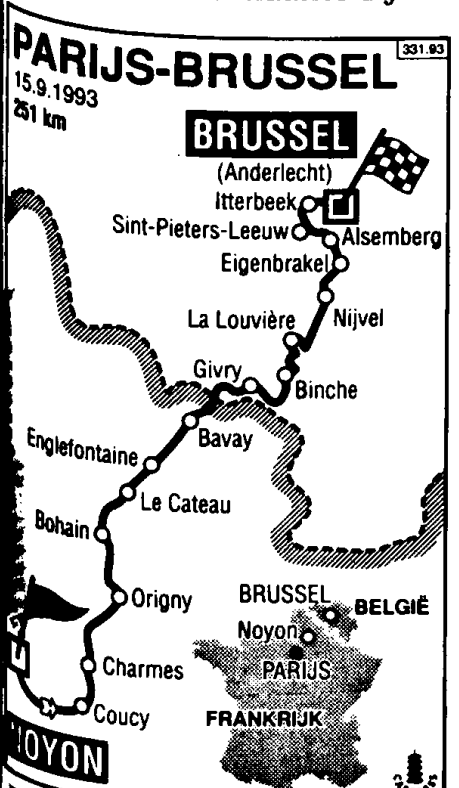 PARIJS-BRUSSEL
331.93
15.9.1993
251 km
BRUSSEL
(Anderlecht)
Itterbeek
Sint-Pieters-Leeuw
Alsemberg
Eigenbrakel
Nijvel
La Louvière
Givry
Binche
Bavay
Englefontaine
Le Cateau
Bohain
Origny
BRUSSEL
BELGIË
Noyon
PARIJS
Charmes
Coucy
FRANKRIJK
NOYON